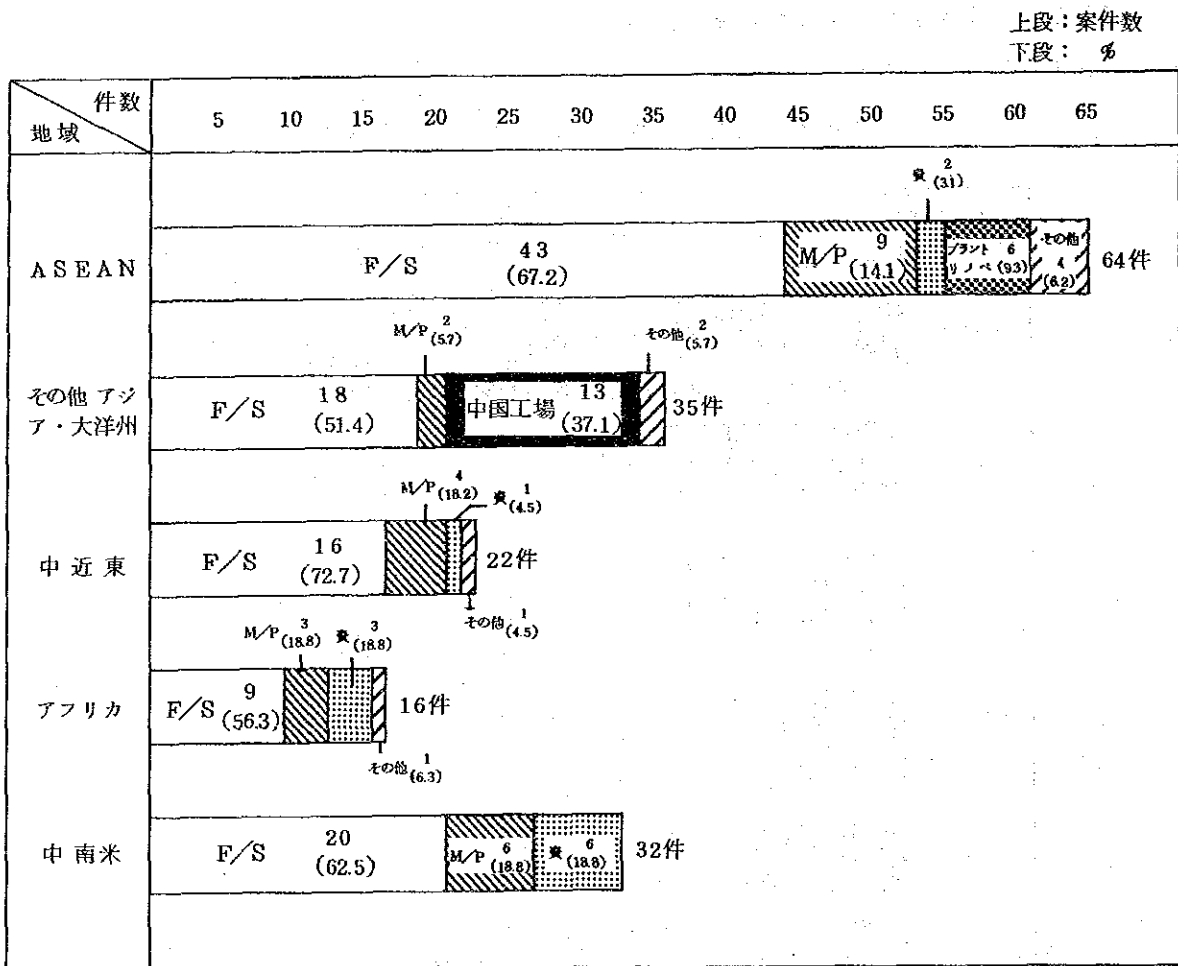 上段：案件数
下段： %
件数
地域
5 10 15 20 25 30 35 40 45 50 55 60 65
資 2
(3.1)
ASEAN
F/S 43
(67.2)
M/P 9
(14.1)
プラント 6
リノベ (9.3)
その他
4
(6.2)
64件
M/P 2
(5.7)
その他 2
(5.7)
その他 アジ
ア・大洋州
F/S 18
(51.4)
中国工場 13
(37.1)
35件
M/P 4
(18.2)
資 1
(4.5)
中近東
F/S 16
(72.7)
22件
その他 1
(4.5)
M/P 3
(18.8)
資 3
(18.8)
アフリカ
F/S 9
(56.3)
16件
その他 1
(6.3)
中南米
F/S 20
(62.5)
M/P 6
(18.8)
資 6
(18.8)
32件